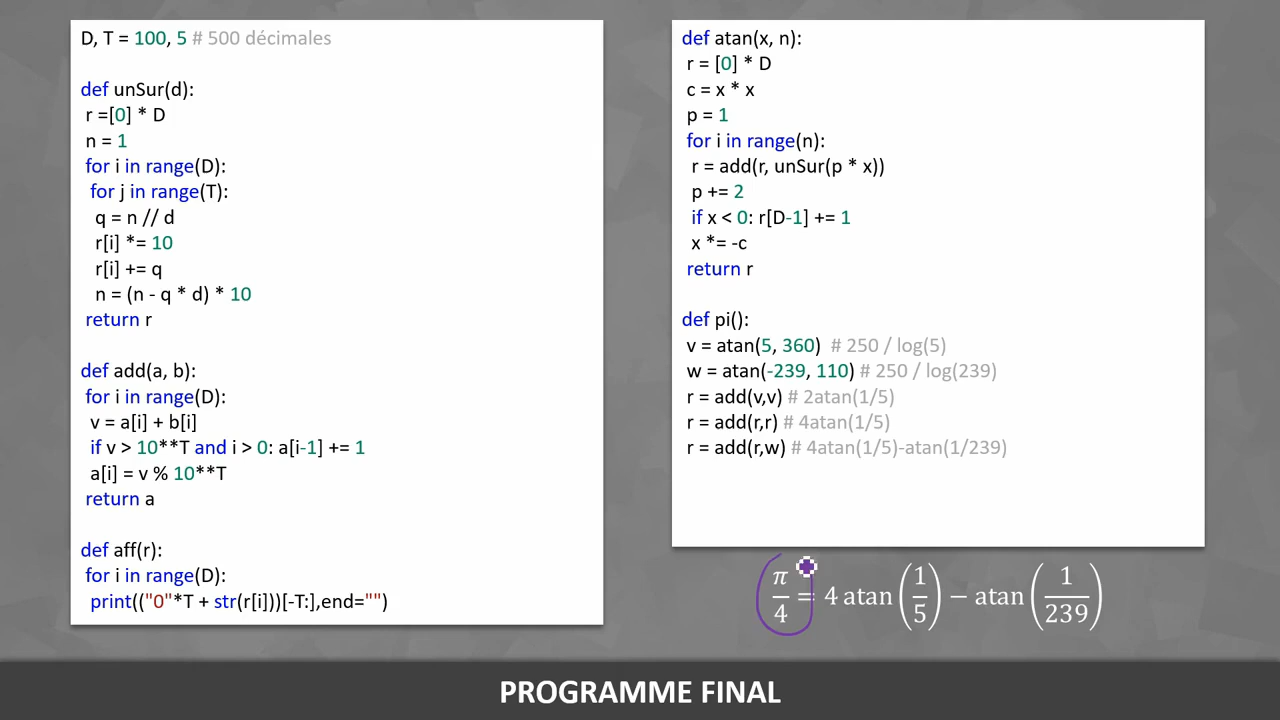 D, T = 100, 5 # 500 décimales
def unSur(d):
r =[0] * D
n = 1
for i in range(D):
for j in range(T):
q = n // d
r[i] *= 10
r[i] += q
n = (n - q * d) * 10
return r
def add(a, b):
for i in range(D):
v = a[i] + b[i]
if v > 10**T and i > 0: a[i-1] += 1
a[i] = v % 10**T
return a
def aff(r):
for i in range(D):
print(("0"*T + str(r[i]))[-T:],end="")
def atan(x, n):
r = [0] * D
c = x * x
p = 1
for i in range(n):
r = add(r, unSur(p * x))
p += 2
if x < 0: r[D-1] += 1
x *= -c
return r
def pi():
v = atan(5, 360) # 250 / log(5)
w = atan(-239, 110) # 250 / log(239)
r = add(v,v) # 2atan(1/5)
r = add(r,r) # 4atan(1/5)
r = add(r,w) # 4atan(1/5)-atan(1/239)
π/4 = 4 atan(1/5) − atan(1/239)
PROGRAMME FINAL